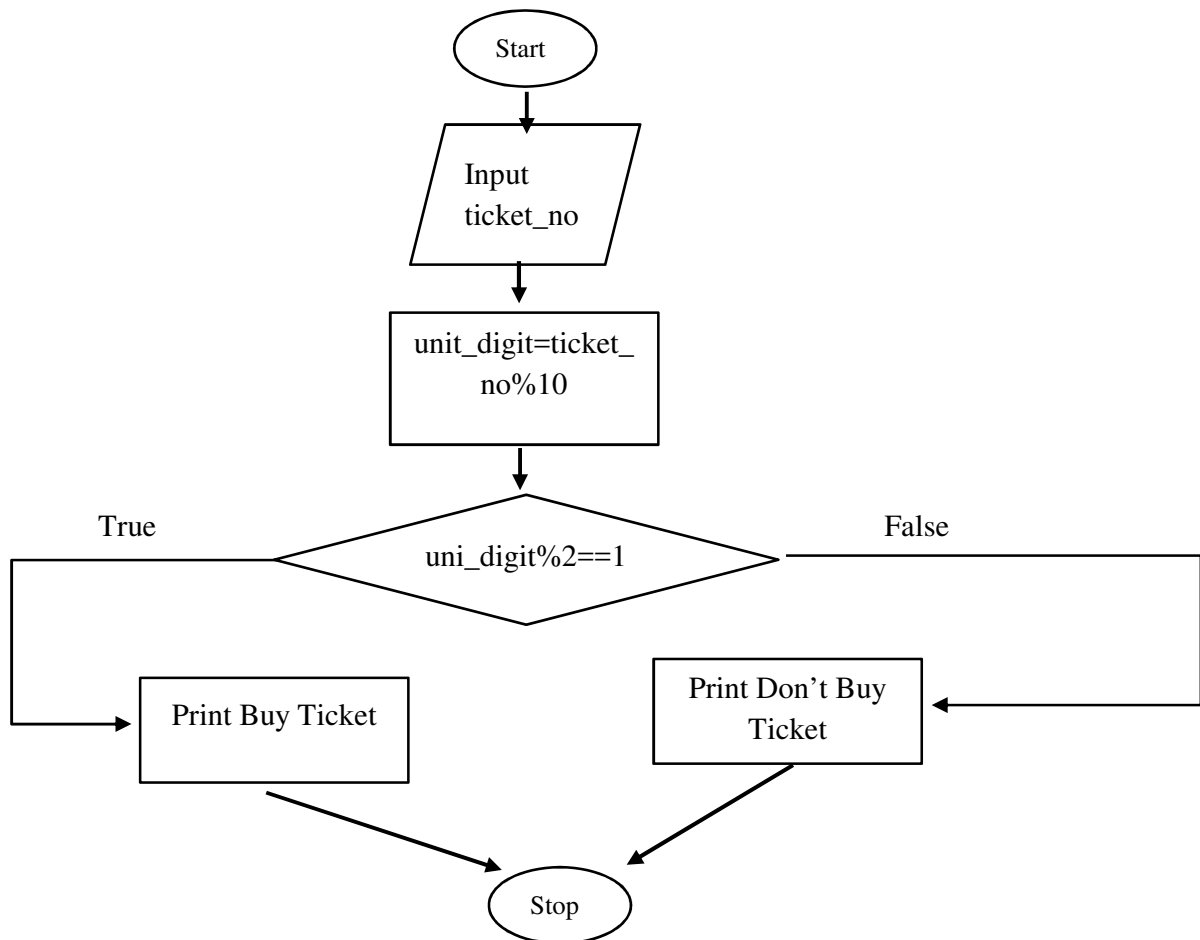 Start
Input
ticket_no
unit_digit=ticket_
no%10
True
False
uni_digit%2==1
Print Buy Ticket
Print Don't Buy
Ticket
Stop